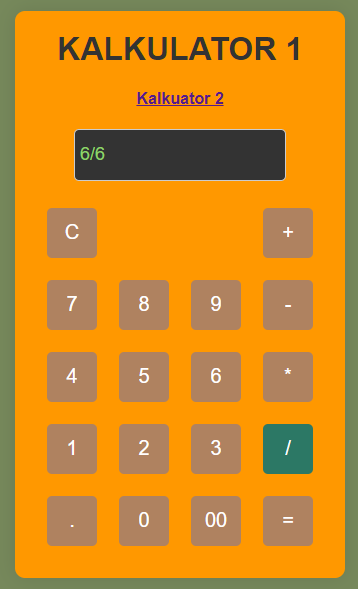 KALKULATOR 1
Kalkuator 2
6/6
C +
7 8 9 -
4 5 6 *
1 2 3 /
. 0 00 =